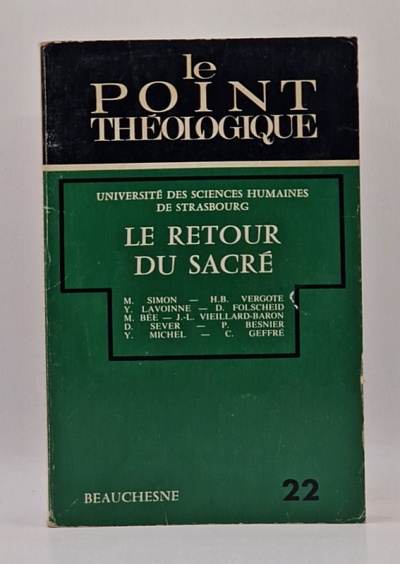 le
POINT
THÉOLOGIQUE
UNIVERSITÉ DES SCIENCES HUMAINES
DE STRASBOURG
LE RETOUR
DU SACRÉ
M. SIMON — H.B. VERGOTE
Y. LAVOINNE — D. FOLSCHEID
M. BÉE — J.-L. VIEILLARD-BARON
D. SEVER — P. BESNIER
Y. MICHEL — C. GEFFRÉ
BEAUCHESNE 22